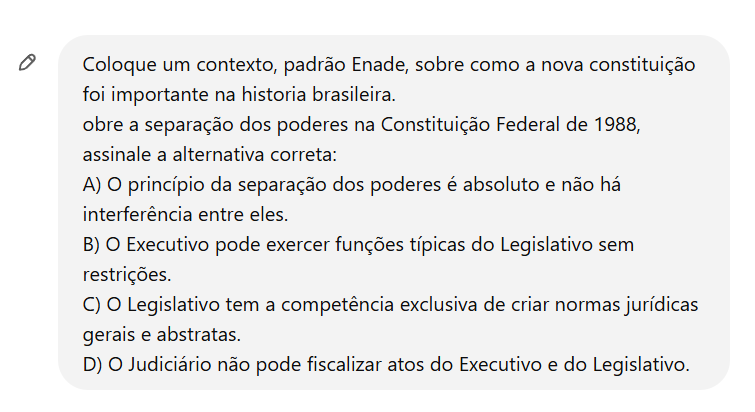 Coloque um contexto, padrão Enade, sobre como a nova constituição
foi importante na historia brasileira.
obre a separação dos poderes na Constituição Federal de 1988,
assinale a alternativa correta:
A) O princípio da separação dos poderes é absoluto e não há
interferência entre eles.
B) O Executivo pode exercer funções típicas do Legislativo sem
restrições.
C) O Legislativo tem a competência exclusiva de criar normas jurídicas
gerais e abstratas.
D) O Judiciário não pode fiscalizar atos do Executivo e do Legislativo.